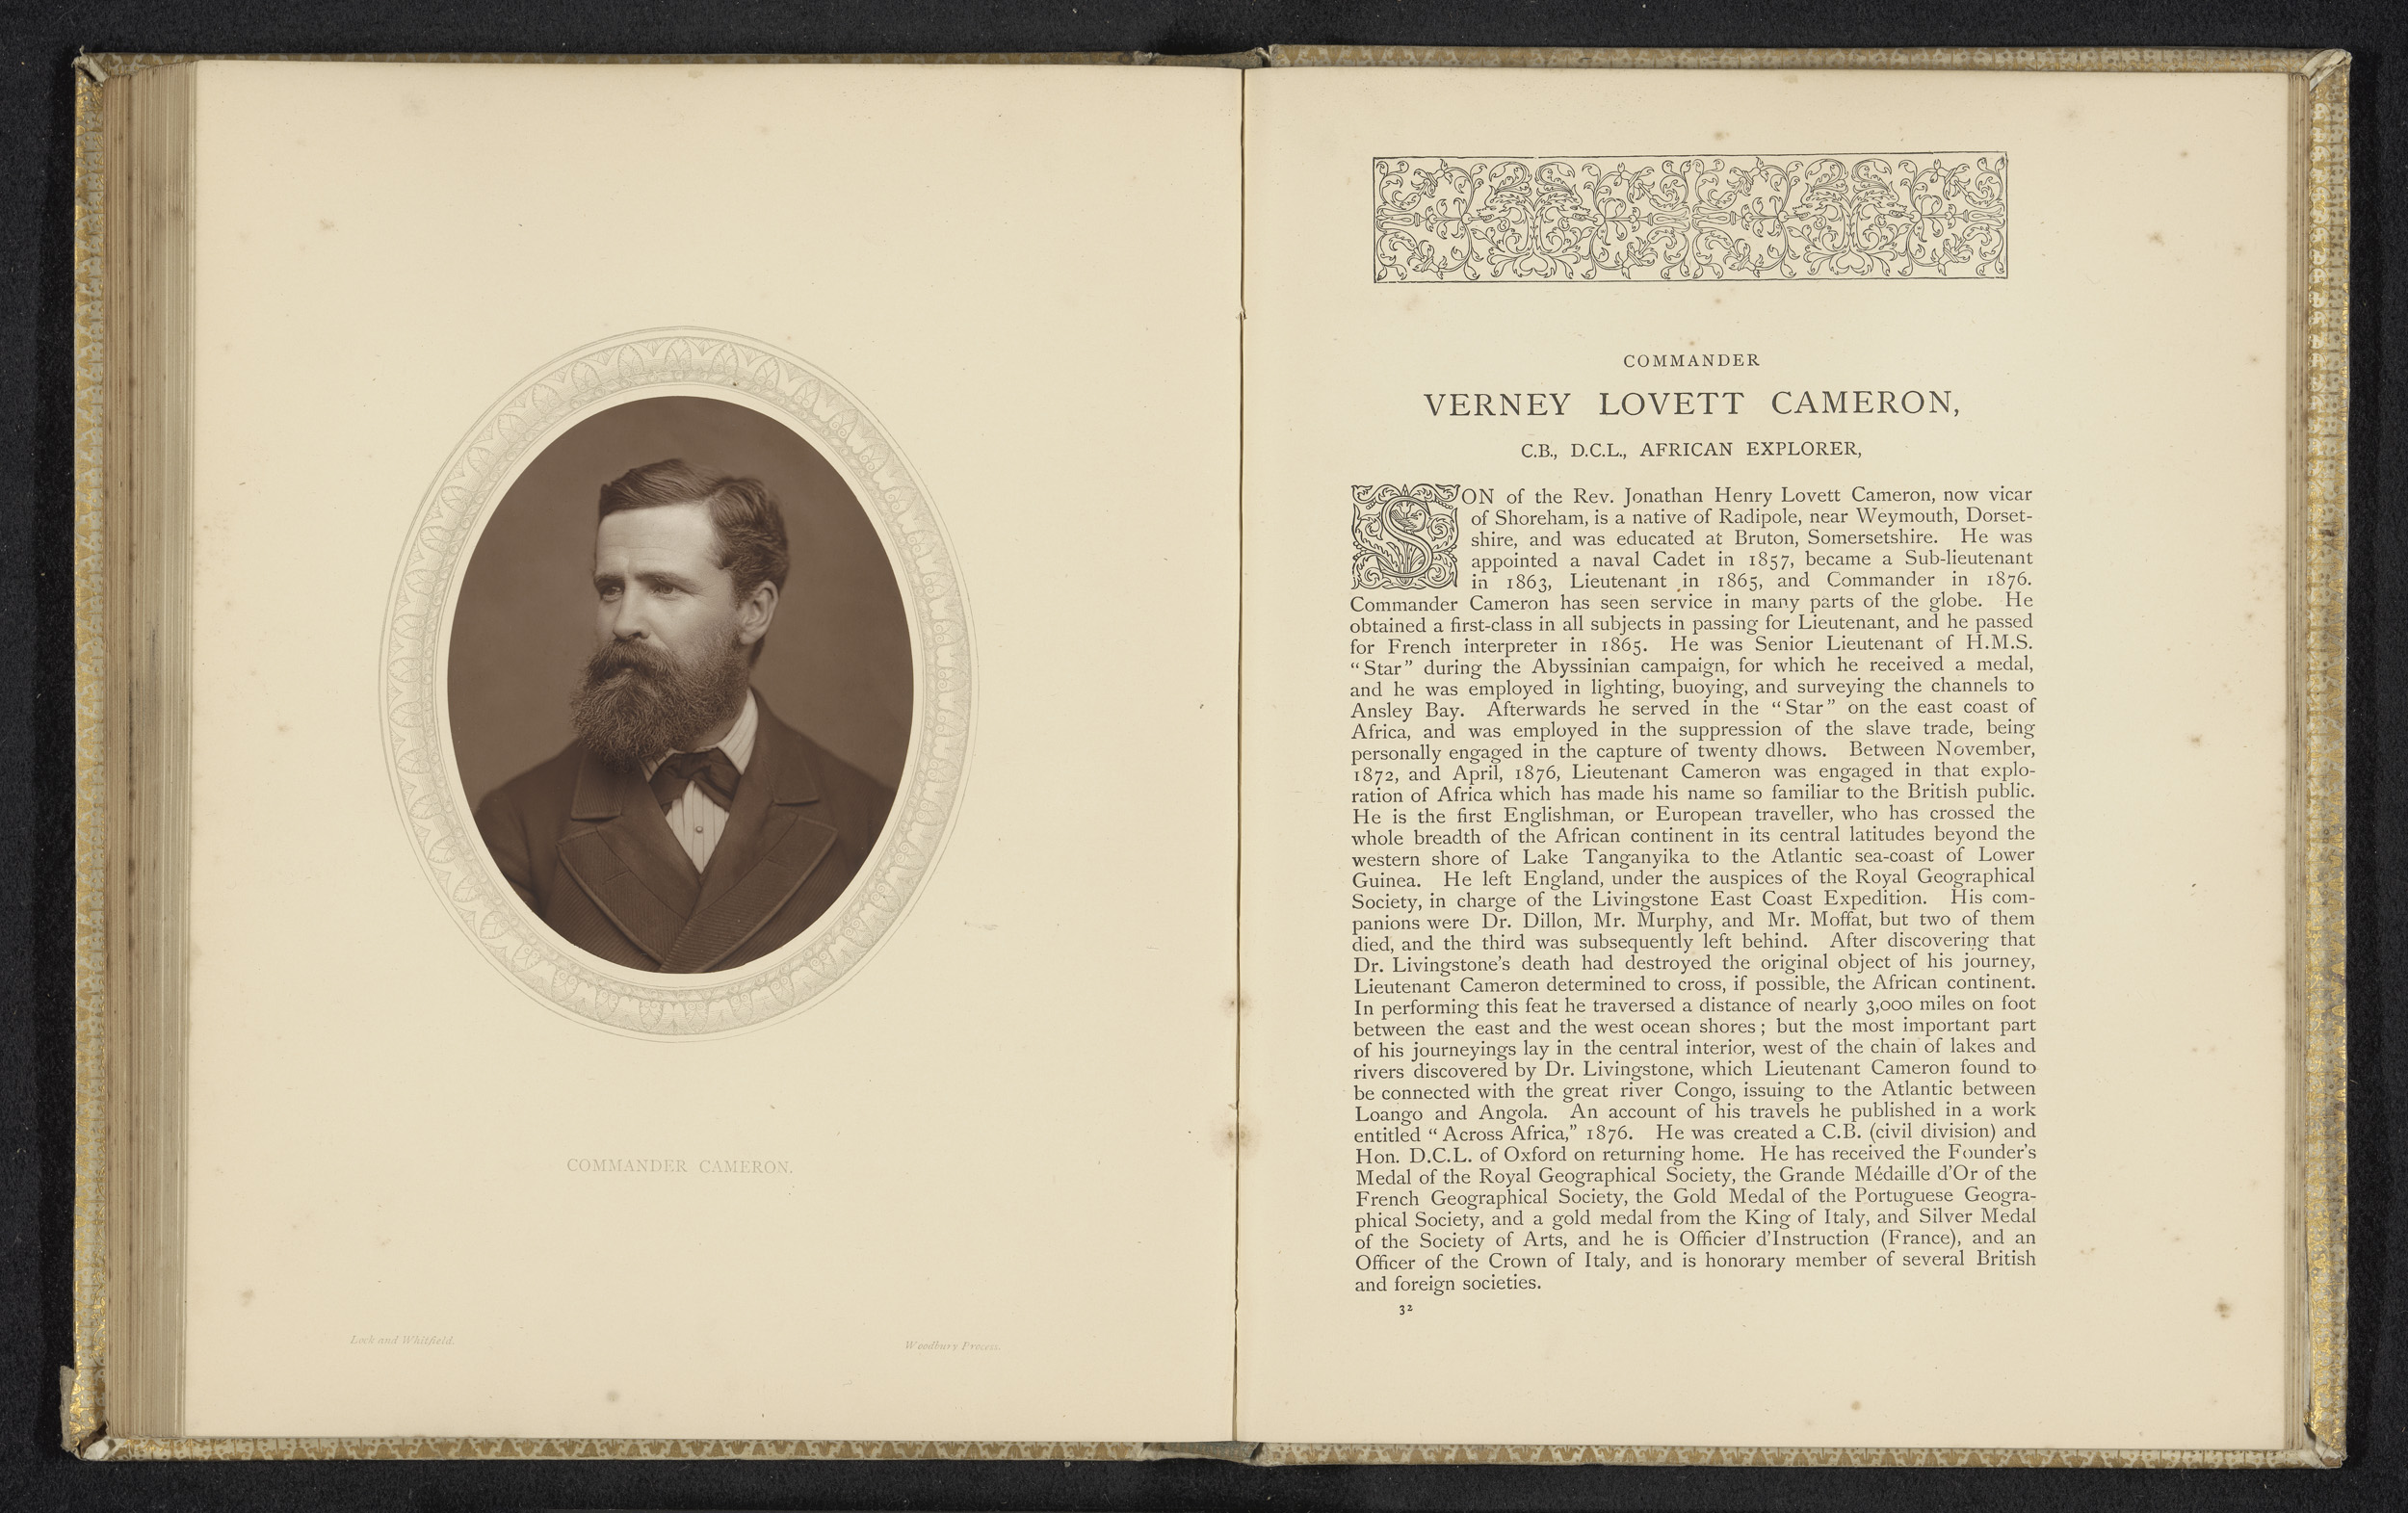 COMMANDER CAMERON.
Lock and Whitfield.
Woodbury Process.
COMMANDER
VERNEY LOVETT CAMERON,
C.B., D.C.L., AFRICAN EXPLORER,
SON of the Rev. Jonathan Henry Lovett Cameron, now vicar
of Shoreham, is a native of Radipole, near Weymouth, Dorset-
shire, and was educated at Bruton, Somersetshire. He was
appointed a naval Cadet in 1857, became a Sub-lieutenant
in 1863, Lieutenant in 1865, and Commander in 1876.
Commander Cameron has seen service in many parts of the globe. He
obtained a first-class in all subjects in passing for Lieutenant, and he passed
for French interpreter in 1865. He was Senior Lieutenant of H.M.S.
“Star” during the Abyssinian campaign, for which he received a medal,
and he was employed in lighting, buoying, and surveying the channels to
Ansley Bay. Afterwards he served in the “Star” on the east coast of
Africa, and was employed in the suppression of the slave trade, being
personally engaged in the capture of twenty dhows. Between November,
1872, and April, 1876, Lieutenant Cameron was engaged in that explo-
ration of Africa which has made his name so familiar to the British public.
He is the first Englishman, or European traveller, who has crossed the
whole breadth of the African continent in its central latitudes beyond the
western shore of Lake Tanganyika to the Atlantic sea-coast of Lower
Guinea. He left England, under the auspices of the Royal Geographical
Society, in charge of the Livingstone East Coast Expedition. His com-
panions were Dr. Dillon, Mr. Murphy, and Mr. Moffat, but two of them
died, and the third was subsequently left behind. After discovering that
Dr. Livingstone's death had destroyed the original object of his journey,
Lieutenant Cameron determined to cross, if possible, the African continent.
In performing this feat he traversed a distance of nearly 3,000 miles on foot
between the east and the west ocean shores; but the most important part
of his journeyings lay in the central interior, west of the chain of lakes and
rivers discovered by Dr. Livingstone, which Lieutenant Cameron found to
be connected with the great river Congo, issuing to the Atlantic between
Loango and Angola. An account of his travels he published in a work
entitled “Across Africa,” 1876. He was created a C.B. (civil division) and
Hon. D.C.L. of Oxford on returning home. He has received the Founder's
Medal of the Royal Geographical Society, the Grande Médaille d'Or of the
French Geographical Society, the Gold Medal of the Portuguese Geogra-
phical Society, and a gold medal from the King of Italy, and Silver Medal
of the Society of Arts, and he is Officier d'Instruction (France), and an
Officer of the Crown of Italy, and is honorary member of several British
and foreign societies.
32